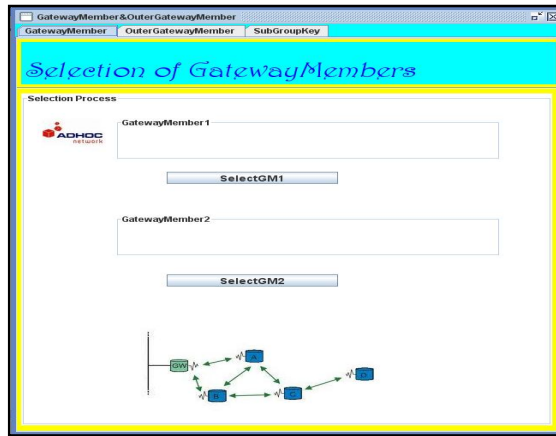 GatewayMember&OuterGatewayMember
GatewayMember OuterGatewayMember SubGroupKey
Selection of GatewayMembers
Selection Process
GatewayMember1
ADHOC
network
SelectGM1
GatewayMember2
SelectGM2
A
GW
D
B
C